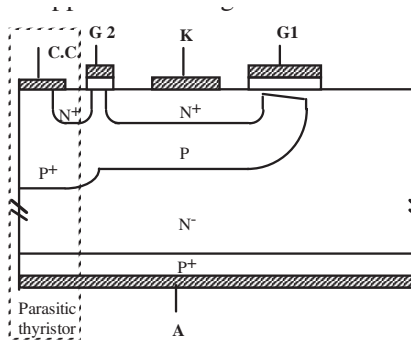 C.C G 2 K G1
N+ N+
P
P+
N-
P+
Parasitic
thyristor
A